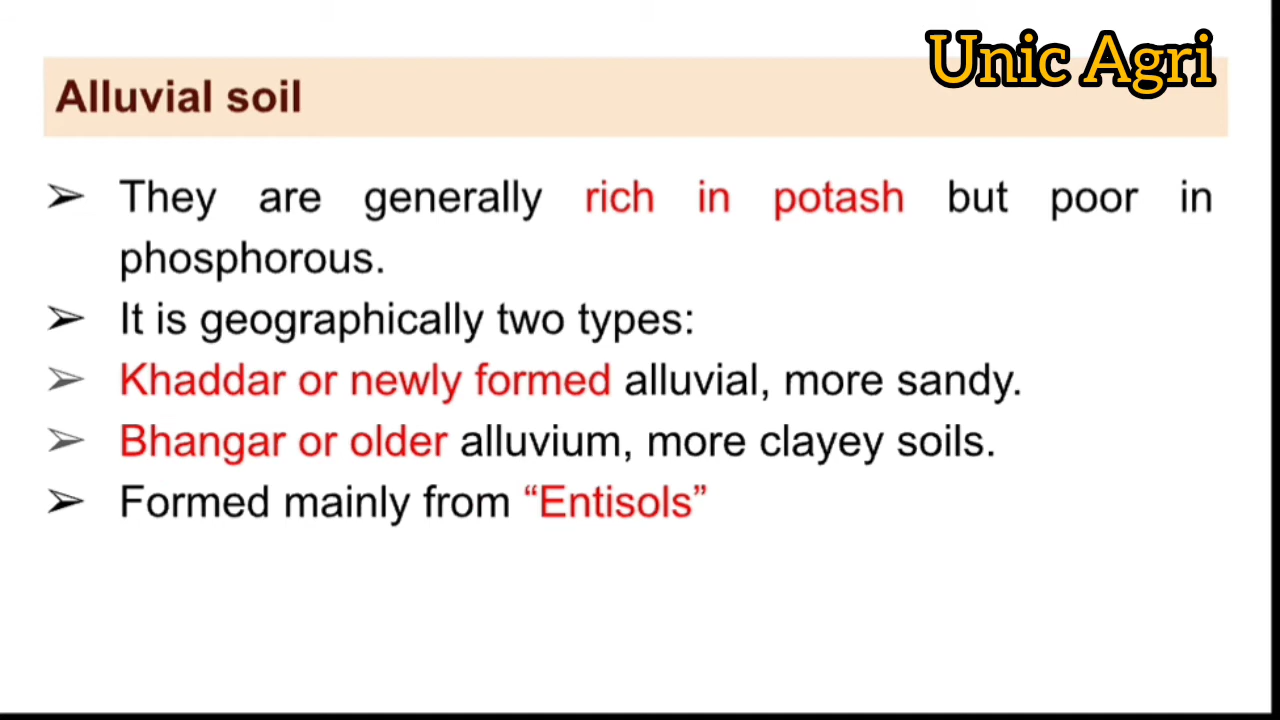 Unic Agri
Alluvial soil
➢ They are generally rich in potash but poor in
phosphorous.
➢ It is geographically two types:
➢ Khaddar or newly formed alluvial, more sandy.
➢ Bhangar or older alluvium, more clayey soils.
➢ Formed mainly from “Entisols”